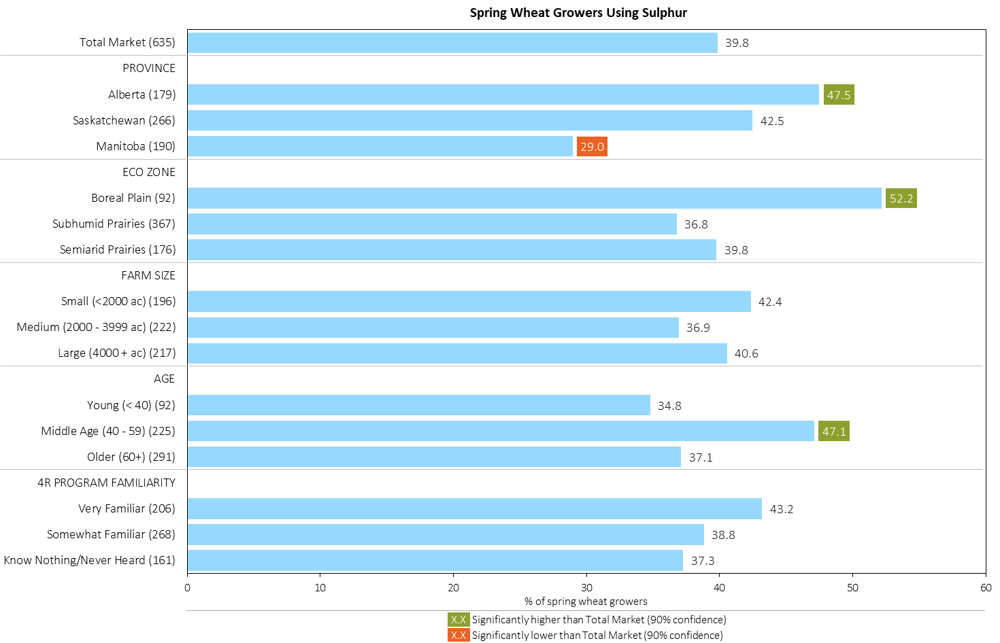 Spring Wheat Growers Using Sulphur
Total Market (635) 39.8
PROVINCE
Alberta (179) 47.5
Saskatchewan (266) 42.5
Manitoba (190) 29.0
ECO ZONE
Boreal Plain (92) 52.2
Subhumid Prairies (367) 36.8
Semiarid Prairies (176) 39.8
FARM SIZE
Small (<2000 ac) (196) 42.4
Medium (2000 - 3999 ac) (222) 36.9
Large (4000 + ac) (217) 40.6
AGE
Young (< 40) (92) 34.8
Middle Age (40 - 59) (225) 47.1
Older (60+) (291) 37.1
4R PROGRAM FAMILIARITY
Very Familiar (206) 43.2
Somewhat Familiar (268) 38.8
Know Nothing/Never Heard (161) 37.3
0 10 20 30 40 50 60
% of spring wheat growers
X.X Significantly higher than Total Market (90% confidence)
X.X Significantly lower than Total Market (90% confidence)